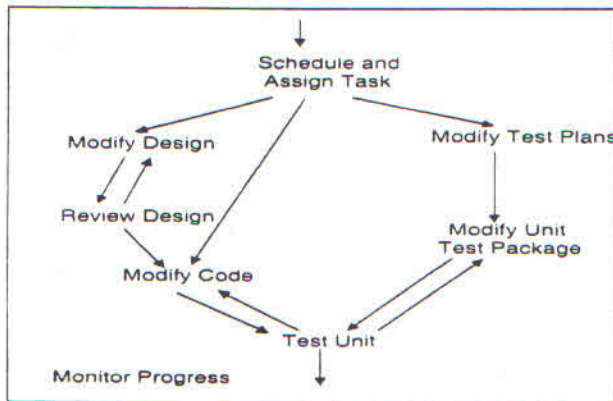 Schedule and
Assign Task
Modify Design
Modify Test Plans
Review Design
Modify Unit
Test Package
Modify Code
Test Unit
Monitor Progress